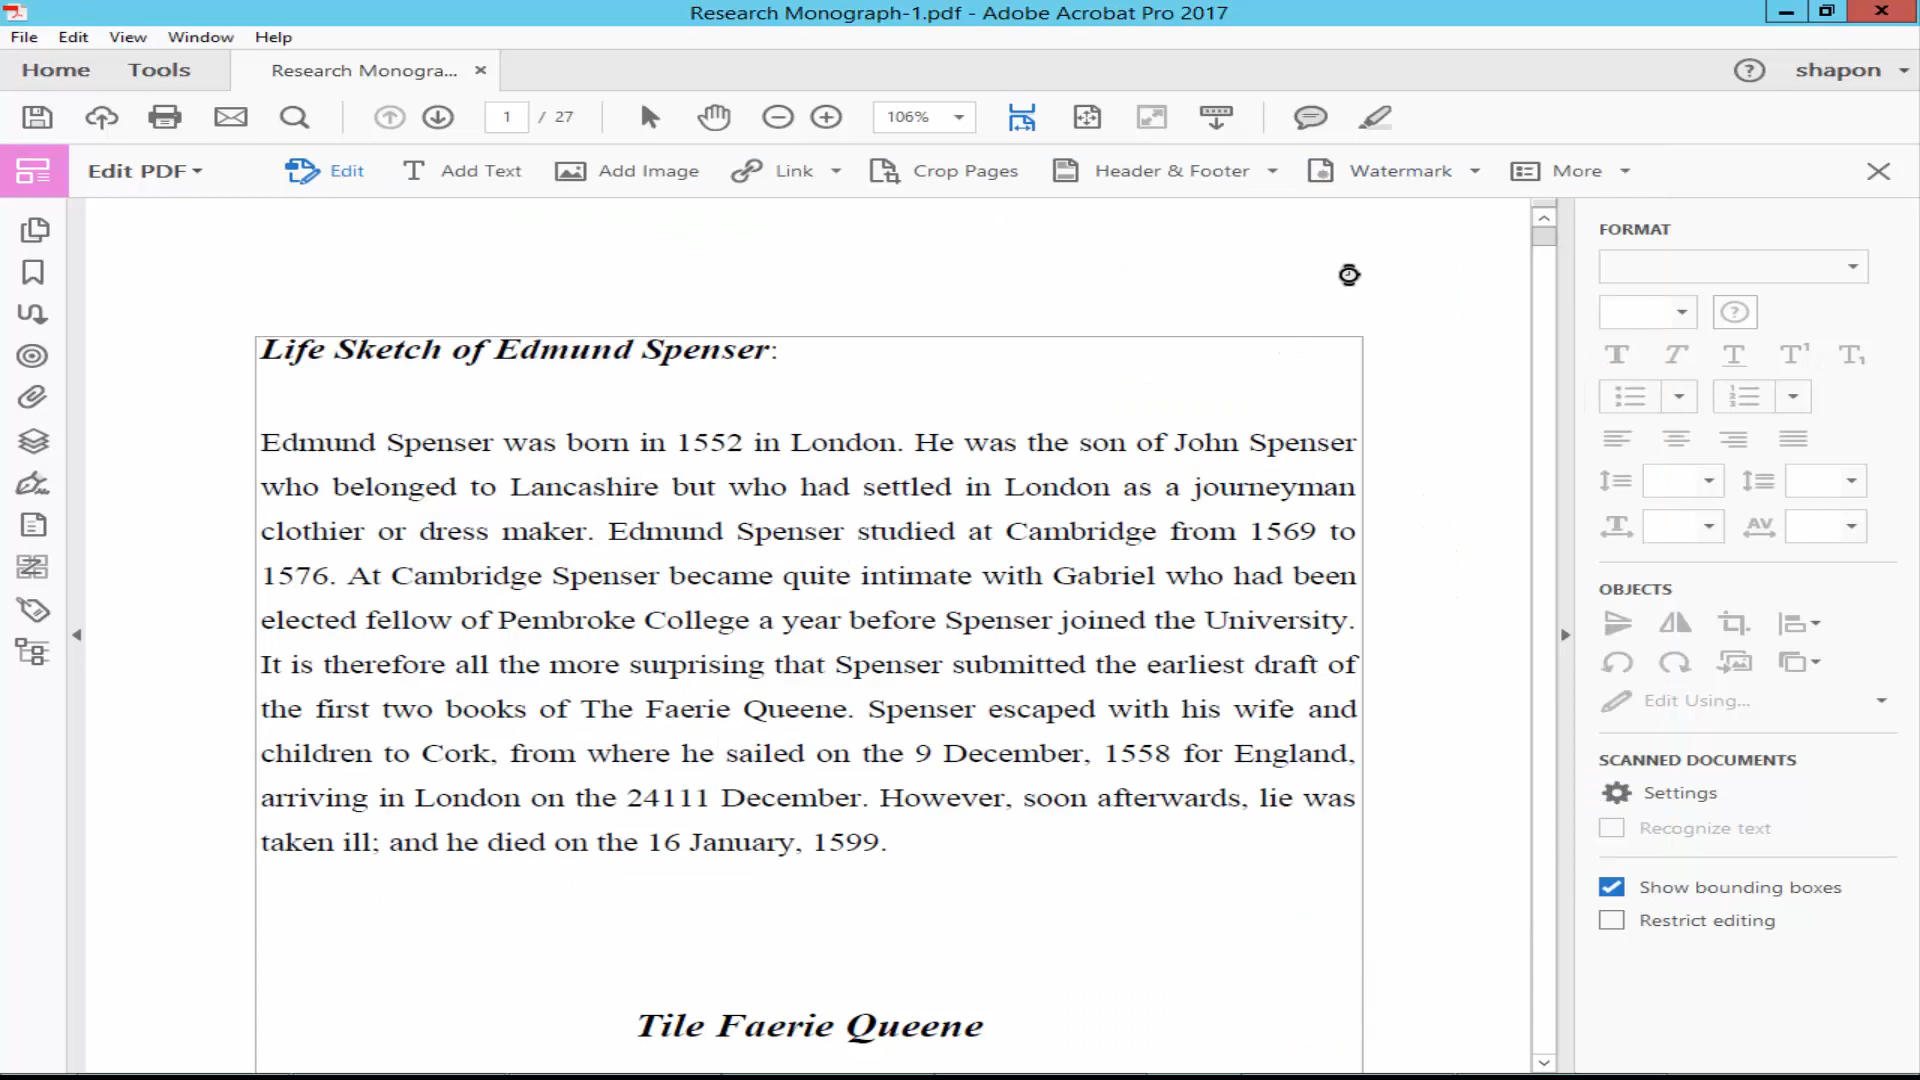 Research Monograph-1.pdf - Adobe Acrobat Pro 2017
File Edit View Window Help
Home Tools Research Monogra... shapon
1 / 27 106%
Edit PDF Edit Add Text Add Image Link Crop Pages Header & Footer Watermark More
Life Sketch of Edmund Spenser:
Edmund Spenser was born in 1552 in London. He was the son of John Spenser
who belonged to Lancashire but who had settled in London as a journeyman
clothier or dress maker. Edmund Spenser studied at Cambridge from 1569 to
1576. At Cambridge Spenser became quite intimate with Gabriel who had been
elected fellow of Pembroke College a year before Spenser joined the University.
It is therefore all the more surprising that Spenser submitted the earliest draft of
the first two books of The Faerie Queene. Spenser escaped with his wife and
children to Cork, from where he sailed on the 9 December, 1558 for England,
arriving in London on the 24111 December. However, soon afterwards, lie was
taken ill; and he died on the 16 January, 1599.
Tile Faerie Queene
FORMAT
OBJECTS
Edit Using...
SCANNED DOCUMENTS
Settings
Recognize text
Show bounding boxes
Restrict editing